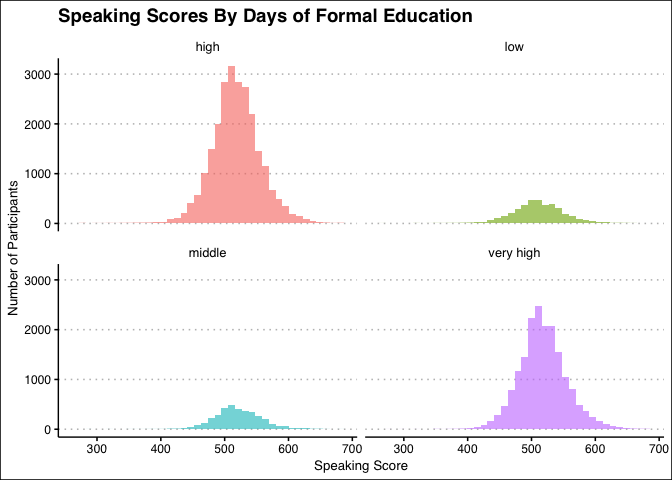 Speaking Scores By Days of Formal Education
high
low
3000
2000
1000
0
middle
very high
3000
2000
1000
0
Number of Participants
300 400 500 600 700 300 400 500 600 700
Speaking Score